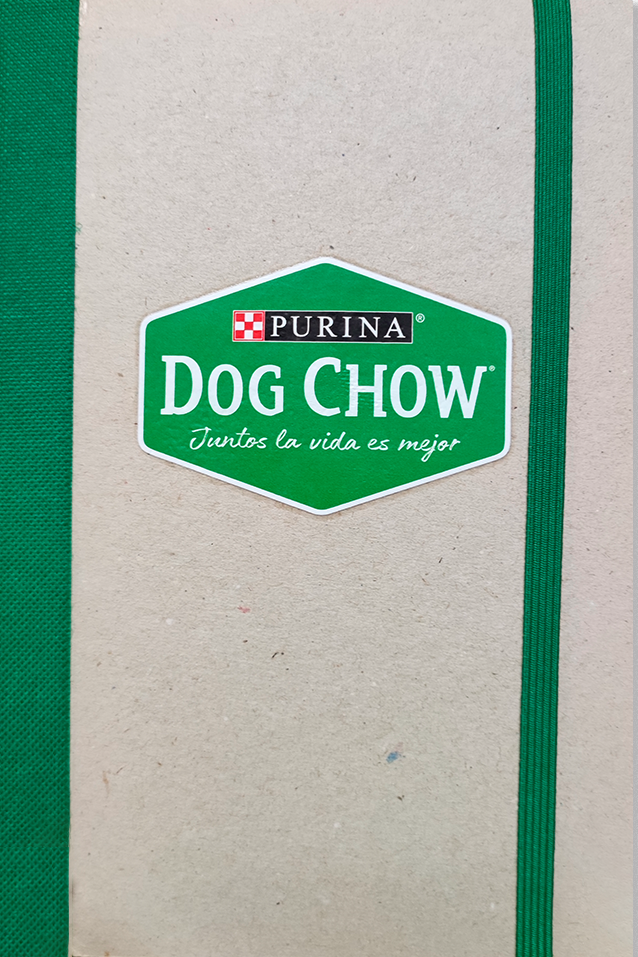 PURINA®
DOG CHOW®
Juntos la vida es mejor